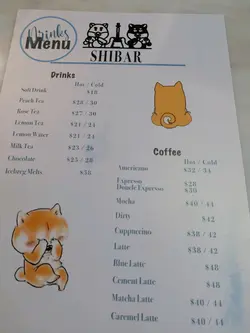 Drinks
Menu
SHIBAR
Drinks
Hot / Cold
Soft Drink $18
Peach Tea $28 / 30
Rose Tea $27 / 30
Lemon Tea $21 / 24
Lemon Water $21 / 24
Milk Tea $23 / 26
Chocolate $25 / 28
Iceberg Melts. $38
Coffee
Hot / Cold
Americano $32 / 34
Espresso $28
Double Espresso $30
Mocha $40 / 44
Dirty $42
Cuppucino $38 / 42
Latte $38 / 42
Blue Latte $48
Cement Latte $48
Matcha Latte $40 / 44
Caramel Latte $40 / 44